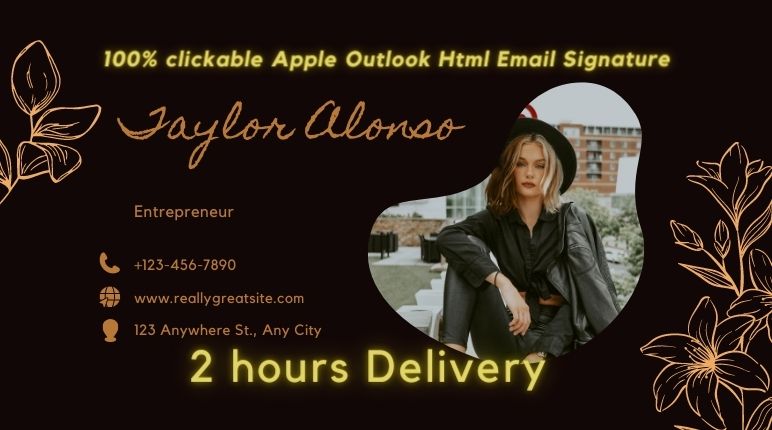 100% clickable Apple Outlook Html Email Signature
Taylor Alonso
Entrepreneur
+123-456-7890
www.reallygreatsite.com
123 Anywhere St., Any City
2 hours Delivery